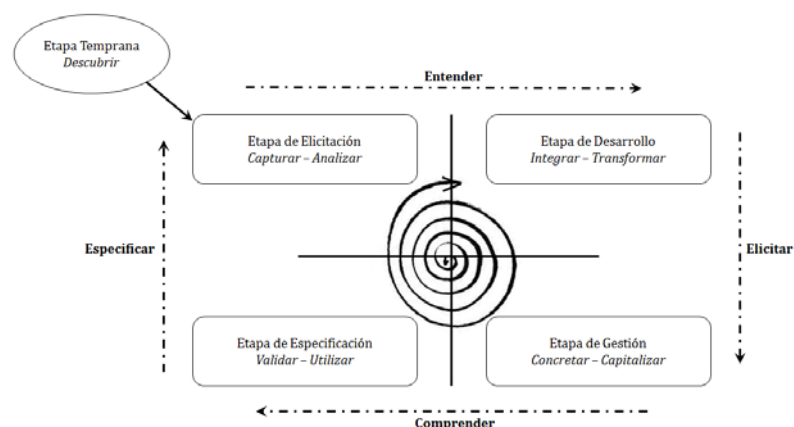 Etapa Temprana
Descubrir
Entender
Etapa de Elicitación
Capturar – Analizar
Etapa de Desarrollo
Integrar – Transformar
Especificar
Elicitar
Etapa de Especificación
Validar – Utilizar
Etapa de Gestión
Concretar – Capitalizar
Comprender